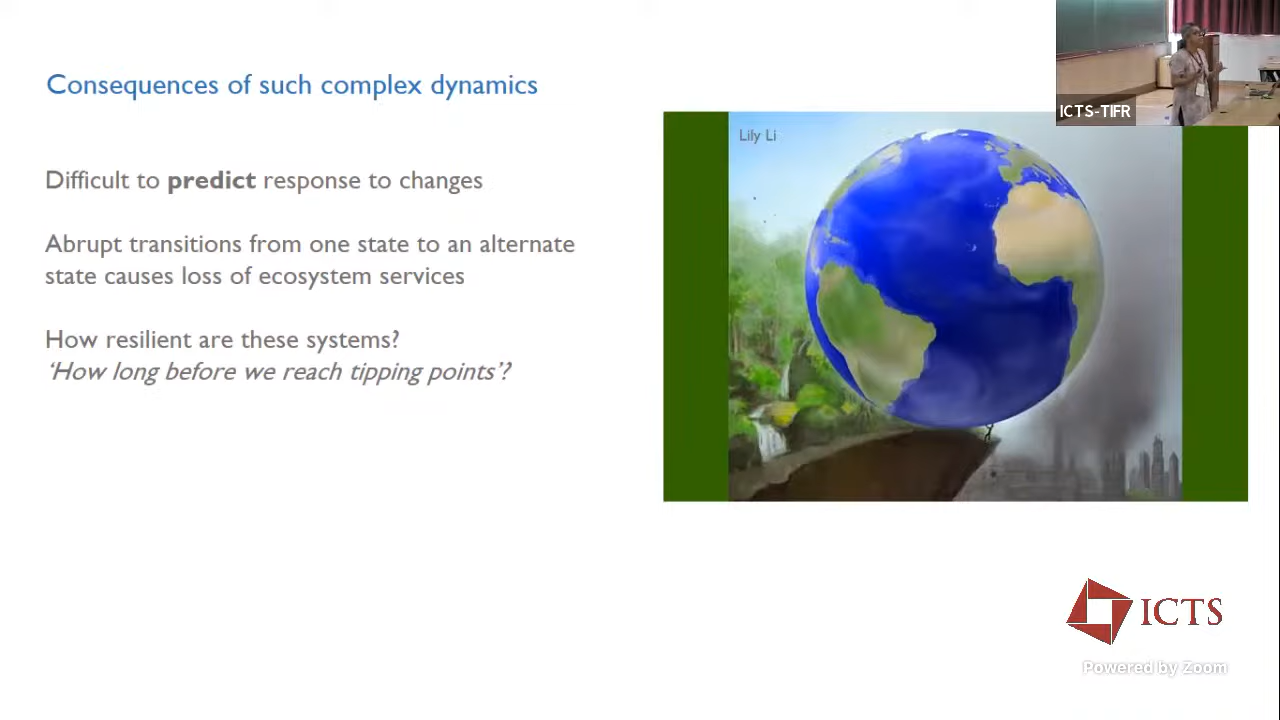 Consequences of such complex dynamics
ICTS-TIFR
Lily Li
Difficult to predict response to changes
Abrupt transitions from one state to an alternate
state causes loss of ecosystem services
How resilient are these systems?
‘How long before we reach tipping points’?
ICTS
Powered by Zoom